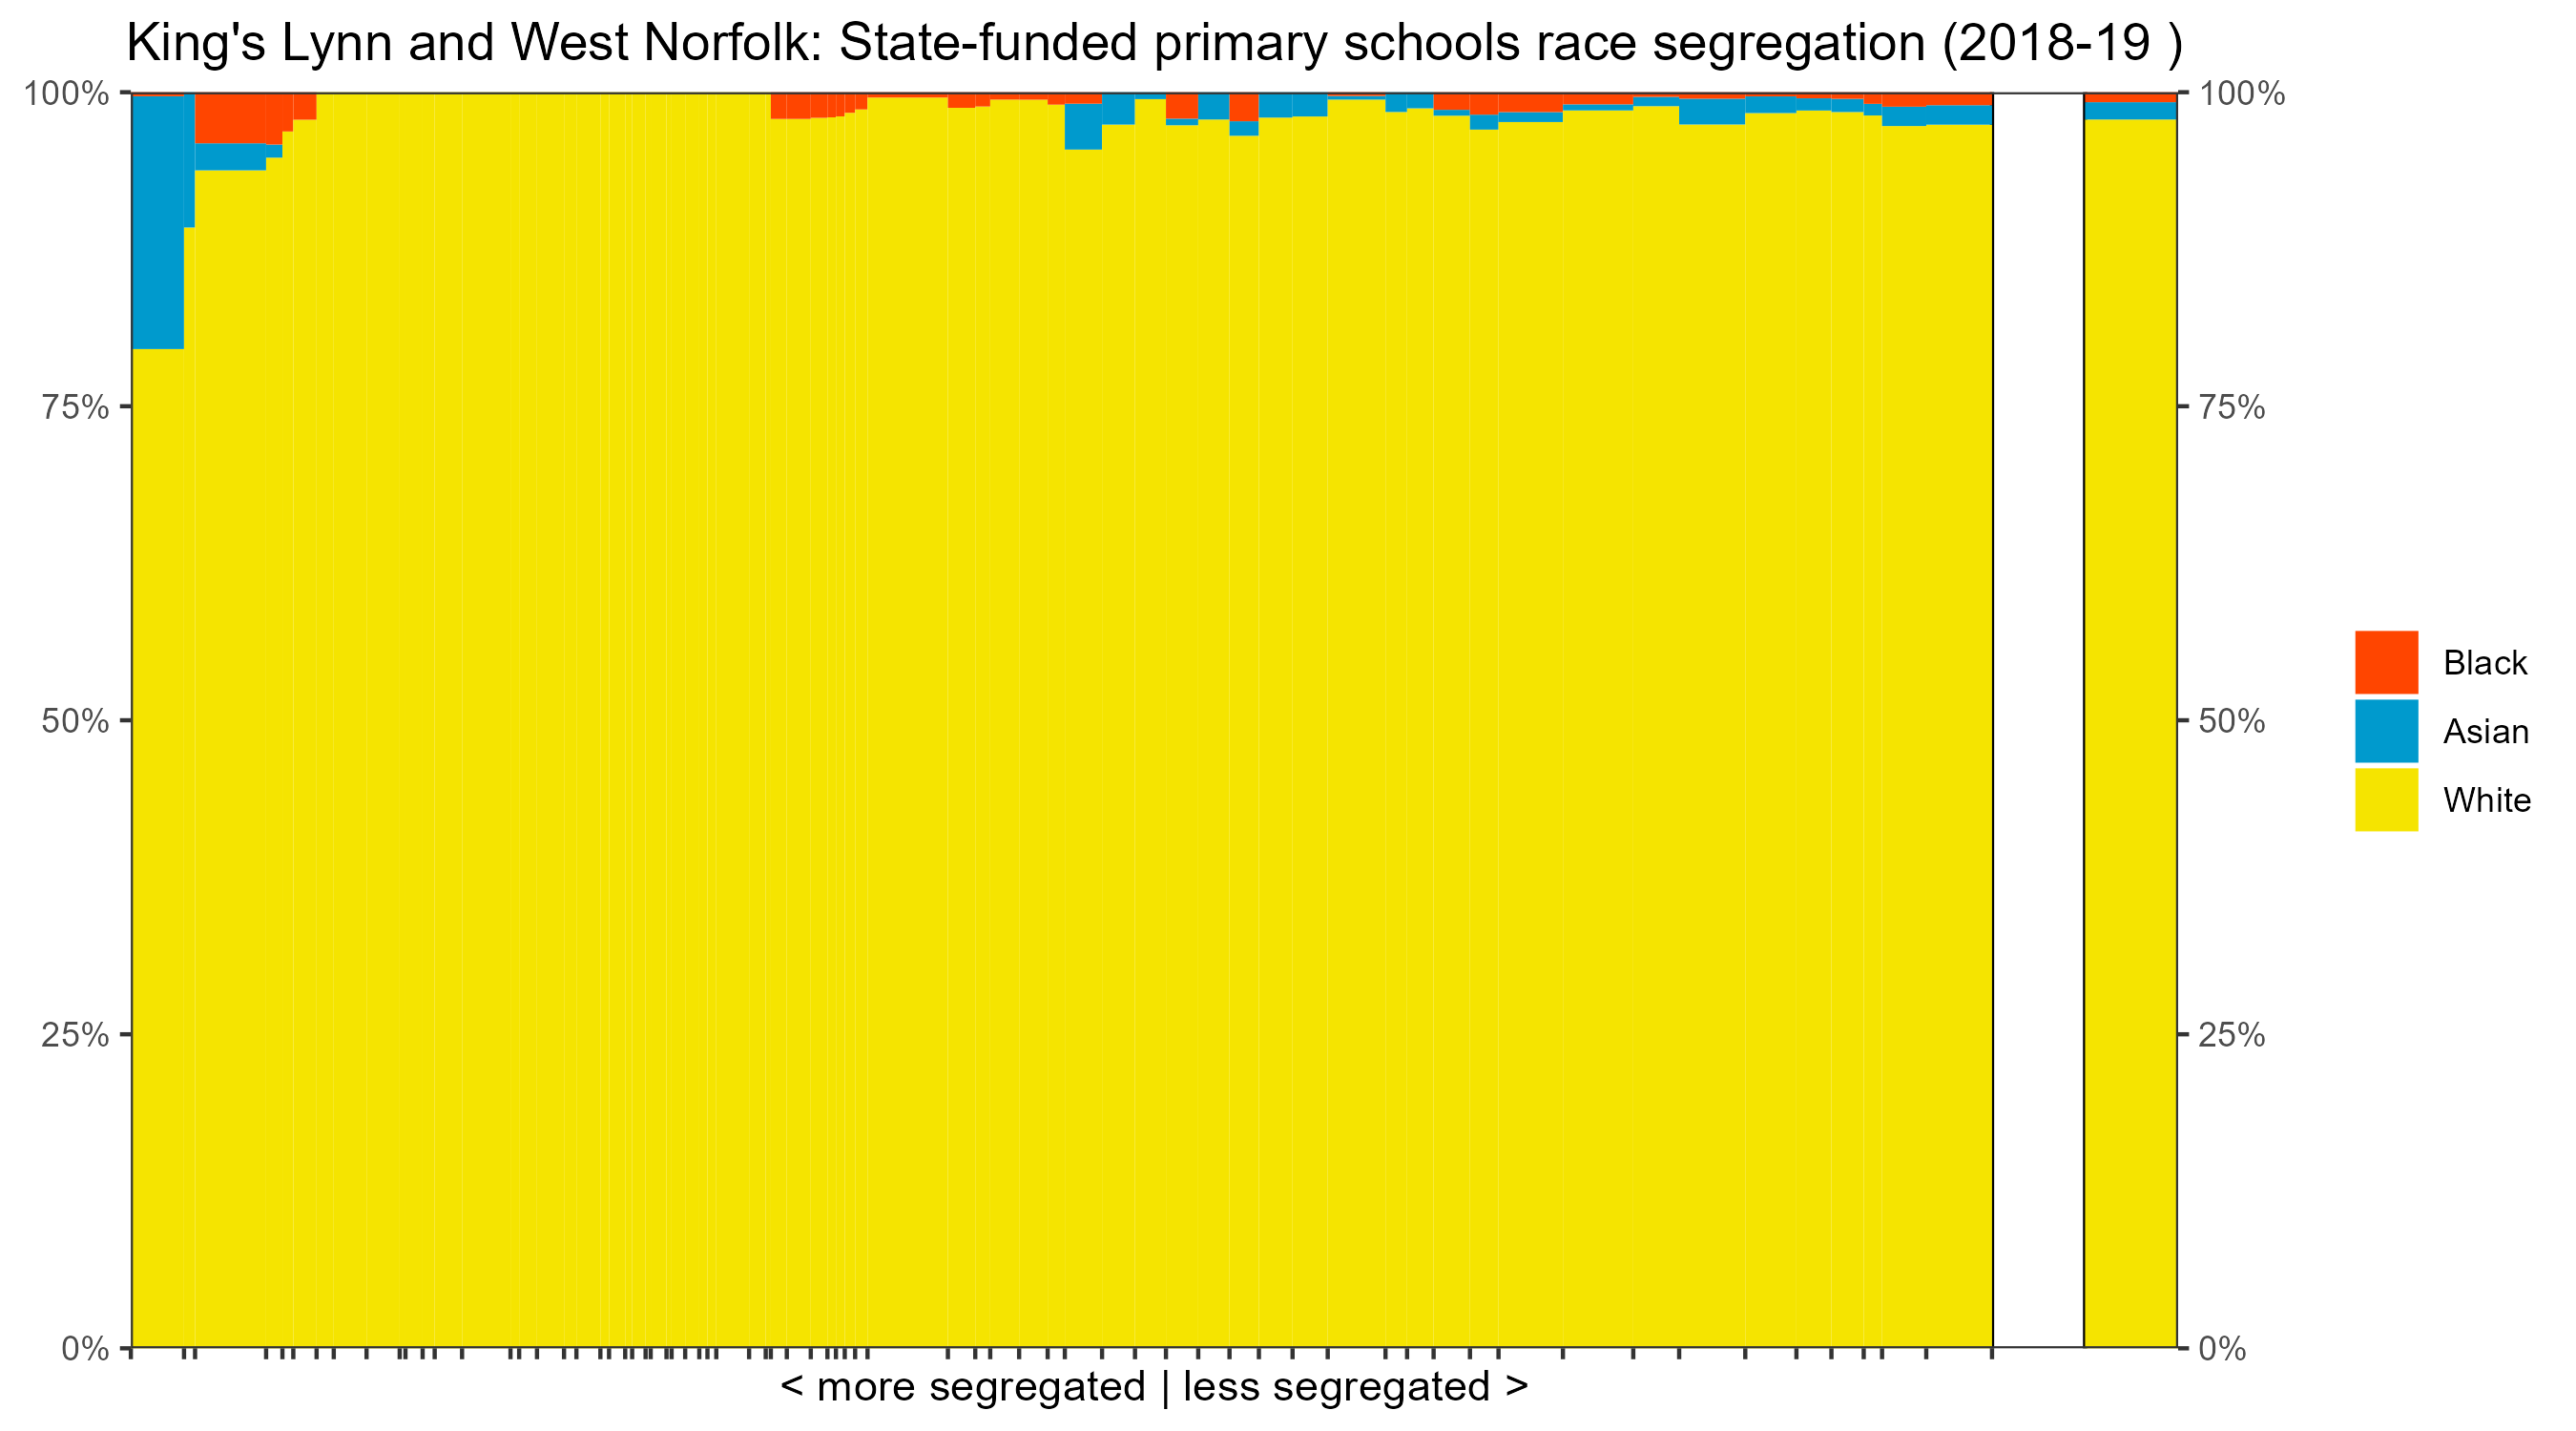 King's Lynn and West Norfolk: State-funded primary schools race segregation (2018-19 )
100%
75%
50%
25%
0%
100%
75%
50%
25%
0%
Black
Asian
White
< more segregated | less segregated >